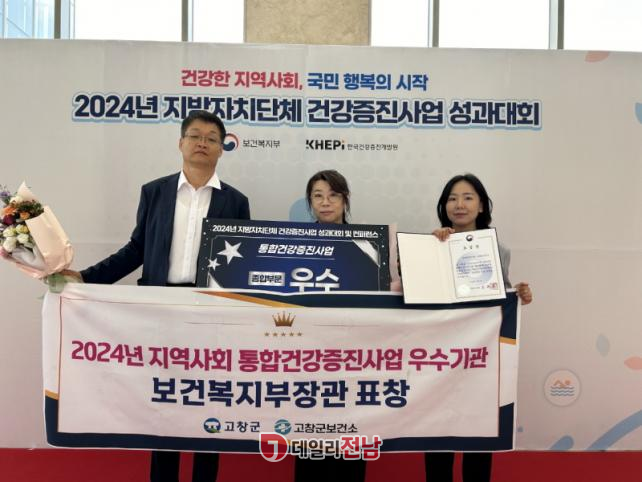 건강한 지역사회, 국민 행복의 시작
2024년 지방자치단체 건강증진사업 성과대회
보건복지부 KHEPI 한국건강증진개발원
2024년 지방자치단체 건강증진사업 성과대회 및 컨퍼런스
통합건강증진사업
종합부문 우수
표창장
2024년 지역사회 통합건강증진사업 우수기관
보건복지부장관 표창
고창군 고창군보건소
데일리전남